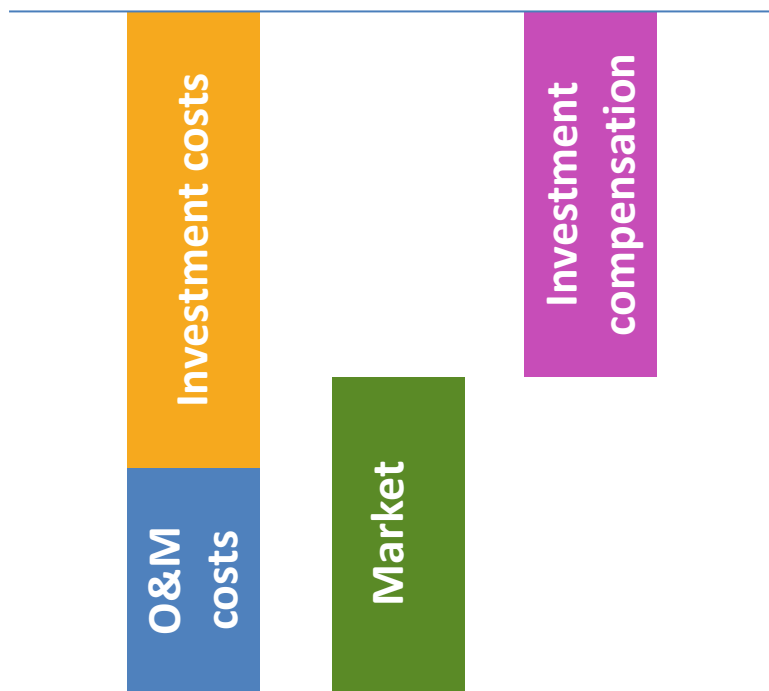 Investment costs
O&M
costs
Market
Investment
compensation